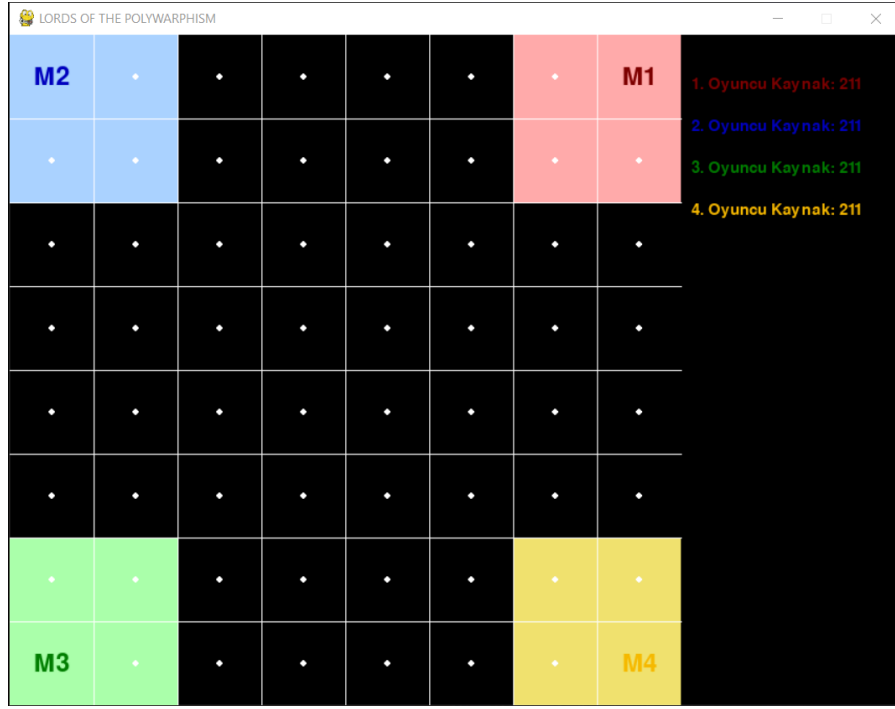 LORDS OF THE POLYWARPHISM
M2
M1
1. Oyuncu Kaynak: 211
2. Oyuncu Kaynak: 211
3. Oyuncu Kaynak: 211
4. Oyuncu Kaynak: 211
M3
M4